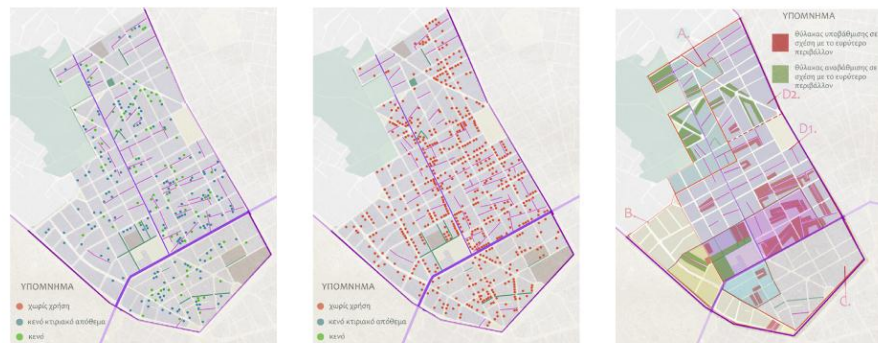 ΥΠΟΜΝΗΜΑ
χωρίς χρήση
κενό κτιριακό απόθεμα
κενό
ΥΠΟΜΝΗΜΑ
χωρίς χρήση
κενό κτιριακό απόθεμα
κενό
ΥΠΟΜΝΗΜΑ
θύλακας υποβάθμισης σε
σχέση με το ευρύτερο
περιβάλλον
θύλακας αναβάθμισης σε
σχέση με το ευρύτερο
περιβάλλον
A.
D2.
D1.
B.
C.